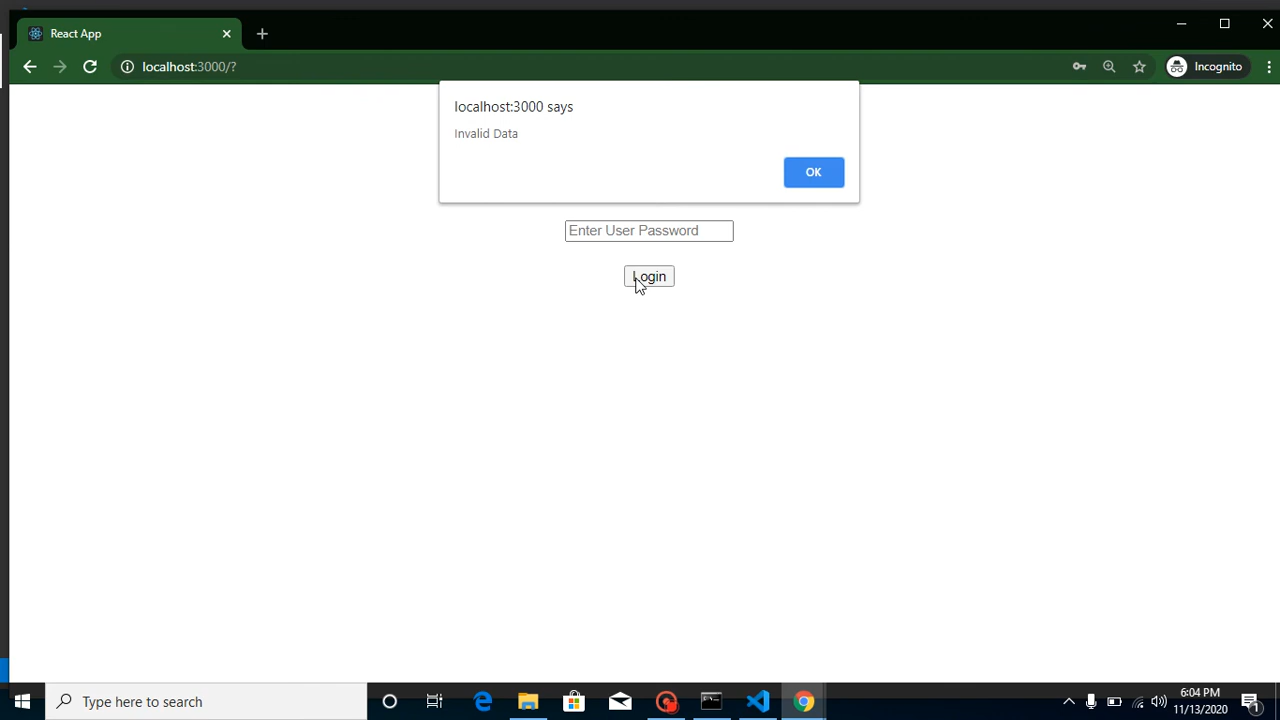 React App
localhost:3000/?
Incognito
localhost:3000 says
Invalid Data
OK
Enter User Password
Login
Type here to search
6:04 PM
11/13/2020
1